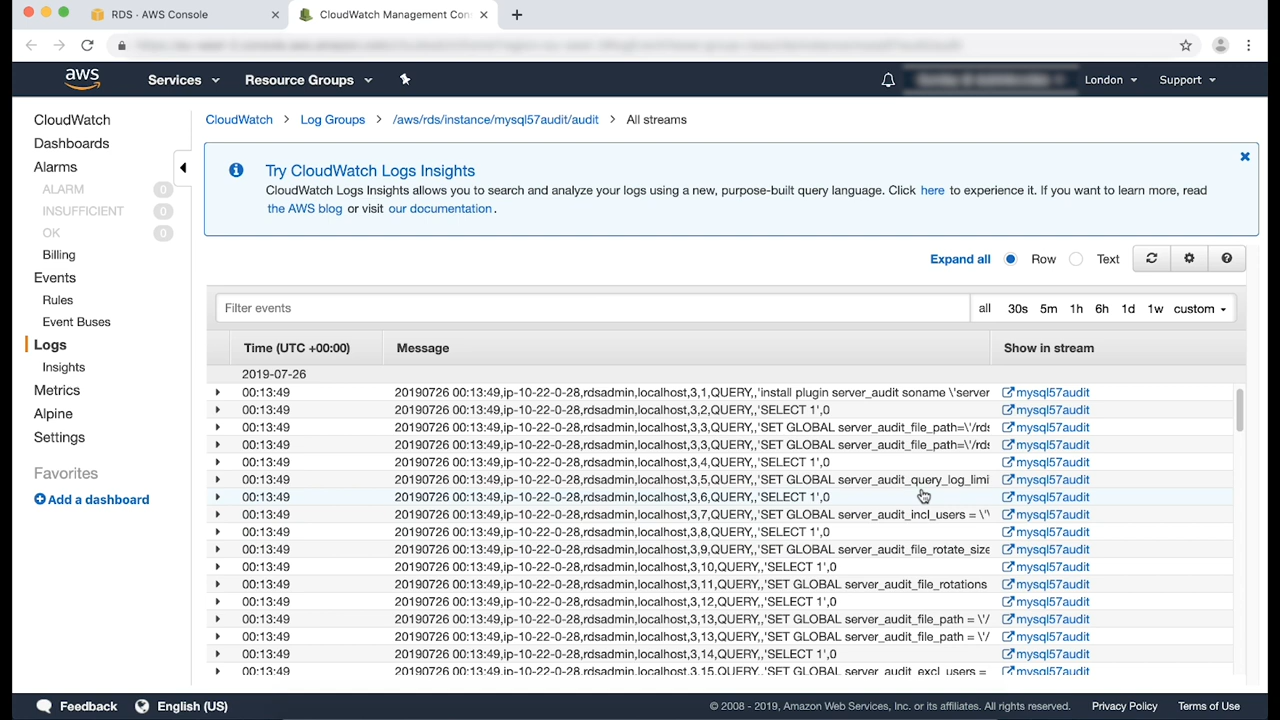 RDS · AWS Console
CloudWatch Management Con
aws
Services
Resource Groups
London
Support
CloudWatch
Dashboards
Alarms
ALARM 0
INSUFFICIENT 0
OK 0
Billing
Events
Rules
Event Buses
Logs
Insights
Metrics
Alpine
Settings
Favorites
Add a dashboard
CloudWatch > Log Groups > /aws/rds/instance/mysql57audit/audit > All streams
Try CloudWatch Logs Insights
CloudWatch Logs Insights allows you to search and analyze your logs using a new, purpose-built query language. Click here to experience it. If you want to learn more, read
the AWS blog or visit our documentation.
Expand all Row Text
Filter events all 30s 5m 1h 6h 1d 1w custom
Time (UTC +00:00) Message Show in stream
2019-07-26
00:13:49 20190726 00:13:49,ip-10-22-0-28,rdsadmin,localhost,3,1,QUERY,,'install plugin server_audit soname \'server mysql57audit
00:13:49 20190726 00:13:49,ip-10-22-0-28,rdsadmin,localhost,3,2,QUERY,,'SELECT 1',0 mysql57audit
00:13:49 20190726 00:13:49,ip-10-22-0-28,rdsadmin,localhost,3,3,QUERY,,'SET GLOBAL server_audit_file_path=\'/rds mysql57audit
00:13:49 20190726 00:13:49,ip-10-22-0-28,rdsadmin,localhost,3,3,QUERY,,'SET GLOBAL server_audit_file_path=\'/rds mysql57audit
00:13:49 20190726 00:13:49,ip-10-22-0-28,rdsadmin,localhost,3,4,QUERY,,'SELECT 1',0 mysql57audit
00:13:49 20190726 00:13:49,ip-10-22-0-28,rdsadmin,localhost,3,5,QUERY,,'SET GLOBAL server_audit_query_log_limi mysql57audit
00:13:49 20190726 00:13:49,ip-10-22-0-28,rdsadmin,localhost,3,6,QUERY,,'SELECT 1',0 mysql57audit
00:13:49 20190726 00:13:49,ip-10-22-0-28,rdsadmin,localhost,3,7,QUERY,,'SET GLOBAL server_audit_incl_users = \'\' mysql57audit
00:13:49 20190726 00:13:49,ip-10-22-0-28,rdsadmin,localhost,3,8,QUERY,,'SELECT 1',0 mysql57audit
00:13:49 20190726 00:13:49,ip-10-22-0-28,rdsadmin,localhost,3,9,QUERY,,'SET GLOBAL server_audit_file_rotate_size mysql57audit
00:13:49 20190726 00:13:49,ip-10-22-0-28,rdsadmin,localhost,3,10,QUERY,,'SELECT 1',0 mysql57audit
00:13:49 20190726 00:13:49,ip-10-22-0-28,rdsadmin,localhost,3,11,QUERY,,'SET GLOBAL server_audit_file_rotations mysql57audit
00:13:49 20190726 00:13:49,ip-10-22-0-28,rdsadmin,localhost,3,12,QUERY,,'SELECT 1',0 mysql57audit
00:13:49 20190726 00:13:49,ip-10-22-0-28,rdsadmin,localhost,3,13,QUERY,,'SET GLOBAL server_audit_file_path = \'/ mysql57audit
00:13:49 20190726 00:13:49,ip-10-22-0-28,rdsadmin,localhost,3,13,QUERY,,'SET GLOBAL server_audit_file_path = \'/ mysql57audit
00:13:49 20190726 00:13:49,ip-10-22-0-28,rdsadmin,localhost,3,14,QUERY,,'SELECT 1',0 mysql57audit
00:13:49 20190726 00:13:49,ip-10-22-0-28,rdsadmin,localhost,3,15,QUERY,,'SET GLOBAL server_audit_excl_users = mysql57audit
Feedback English (US) © 2008 - 2019, Amazon Web Services, Inc. or its affiliates. All rights reserved. Privacy Policy Terms of Use